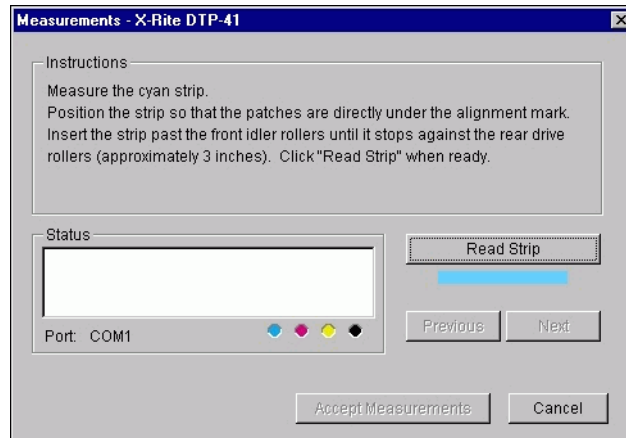 Measurements - X-Rite DTP-41
Instructions
Measure the cyan strip.
Position the strip so that the patches are directly under the alignment mark.
Insert the strip past the front idler rollers until it stops against the rear drive
rollers (approximately 3 inches). Click "Read Strip" when ready.
Status
Read Strip
Port: COM1
Previous
Next
Accept Measurements
Cancel